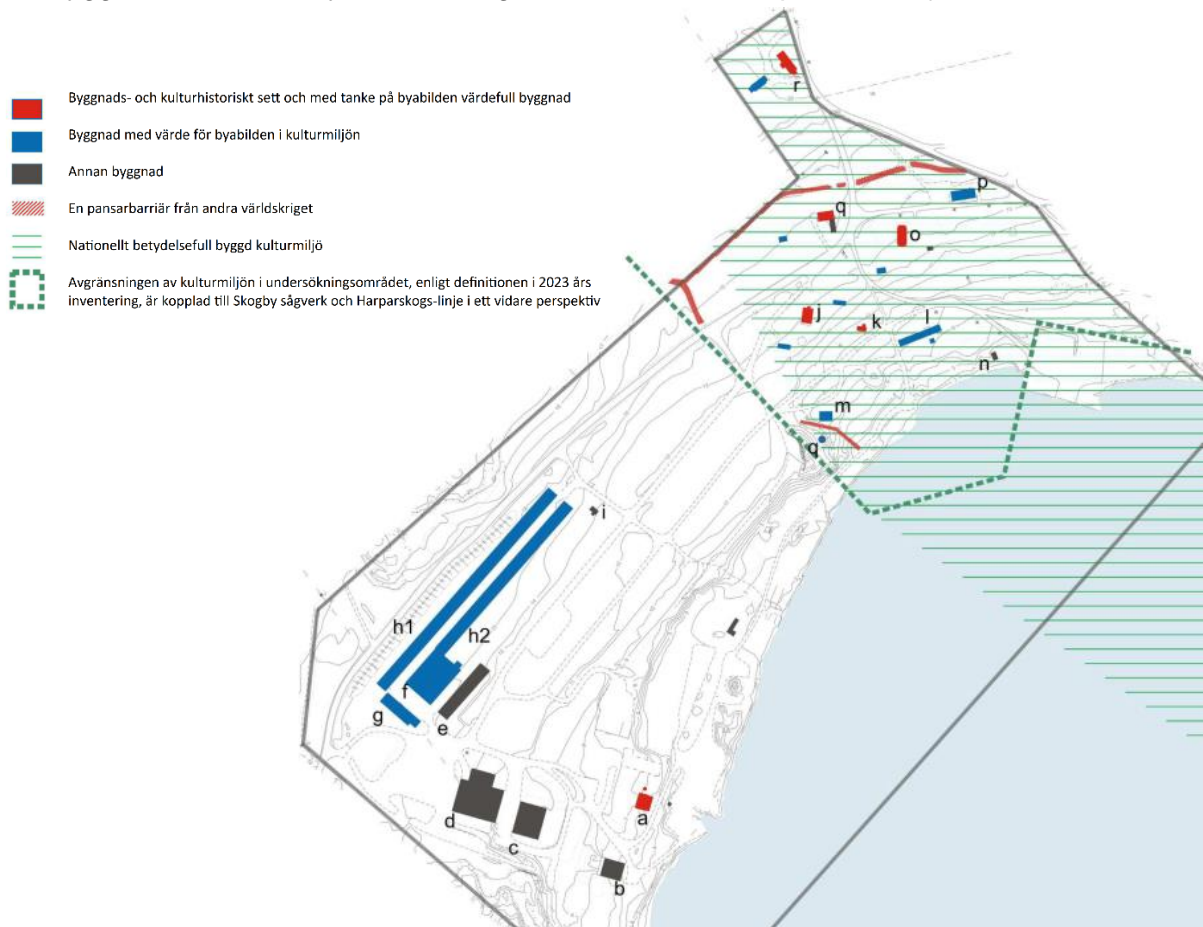 Byggnads- och kulturhistoriskt sett och med tanke på byabilden värdefull byggnad
Byggnad med värde för byabilden i kulturmiljön
Annan byggnad
En pansarbarriär från andra världskriget
Nationellt betydelsefull byggd kulturmiljö
Avgränsningen av kulturmiljön i undersökningsområdet, enligt definitionen i 2023 års
inventering, är kopplad till Skogby sågverk och Harparskogs-linje i ett vidare perspektiv
r
p
q
o
j
k
l
n
m
q
i
h1
h2
f
g
e
d
c
a
b